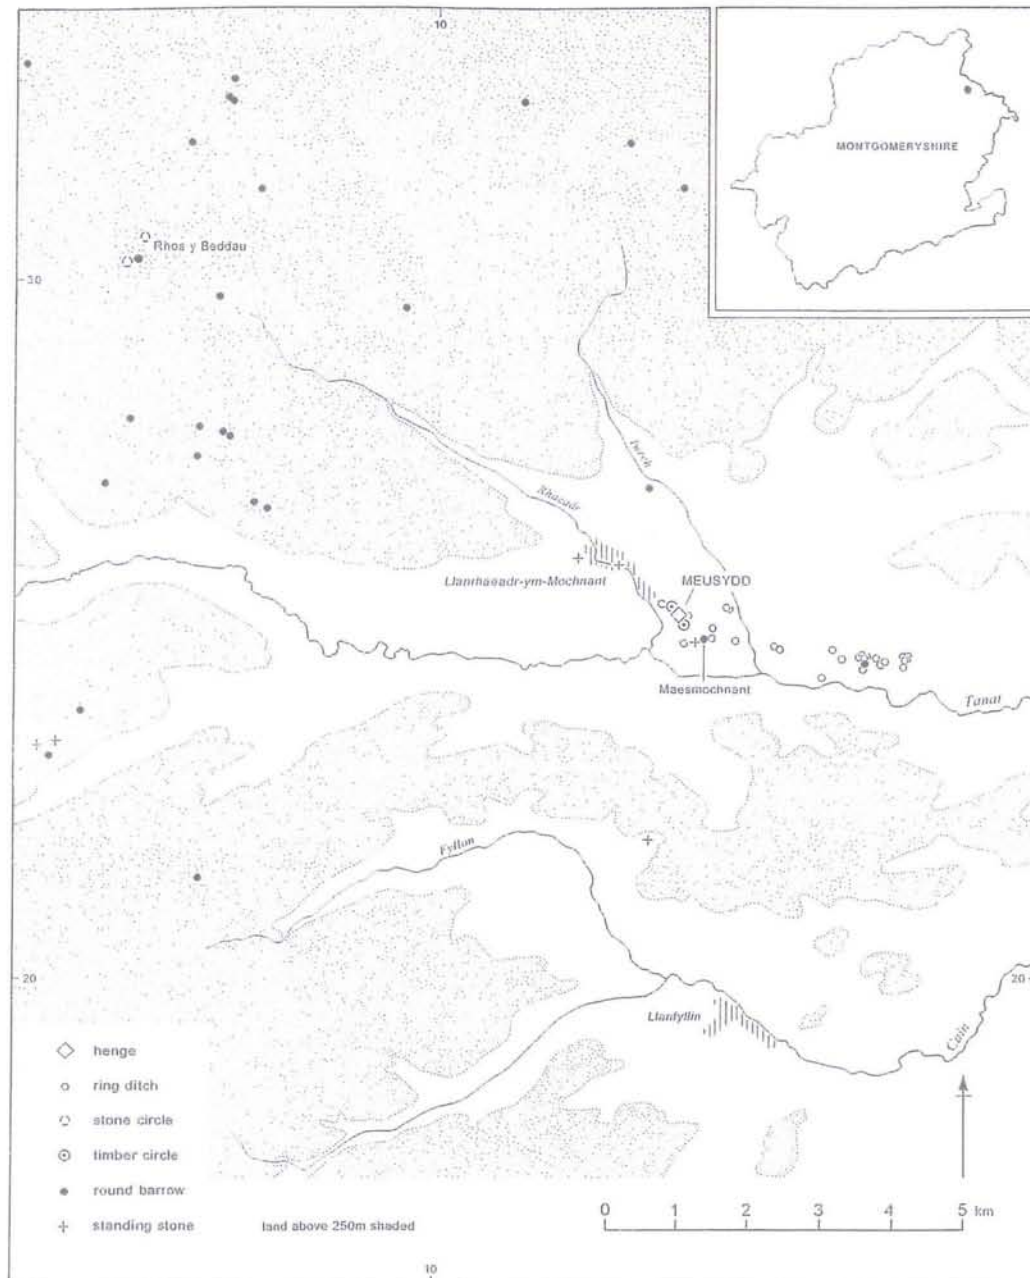 10
MONTGOMERYSHIRE
Rhos y Beddau
30
Twrch
Rhaeadr
Llanrhaeadr-ym-Mochnant
MEUSYDD
Maesmochnant
Tanat
Fyllon
20
20
Llanfyllin
Cain
henge
ring ditch
stone circle
timber circle
round barrow
standing stone
land above 250m shaded
0 1 2 3 4 5 km
10